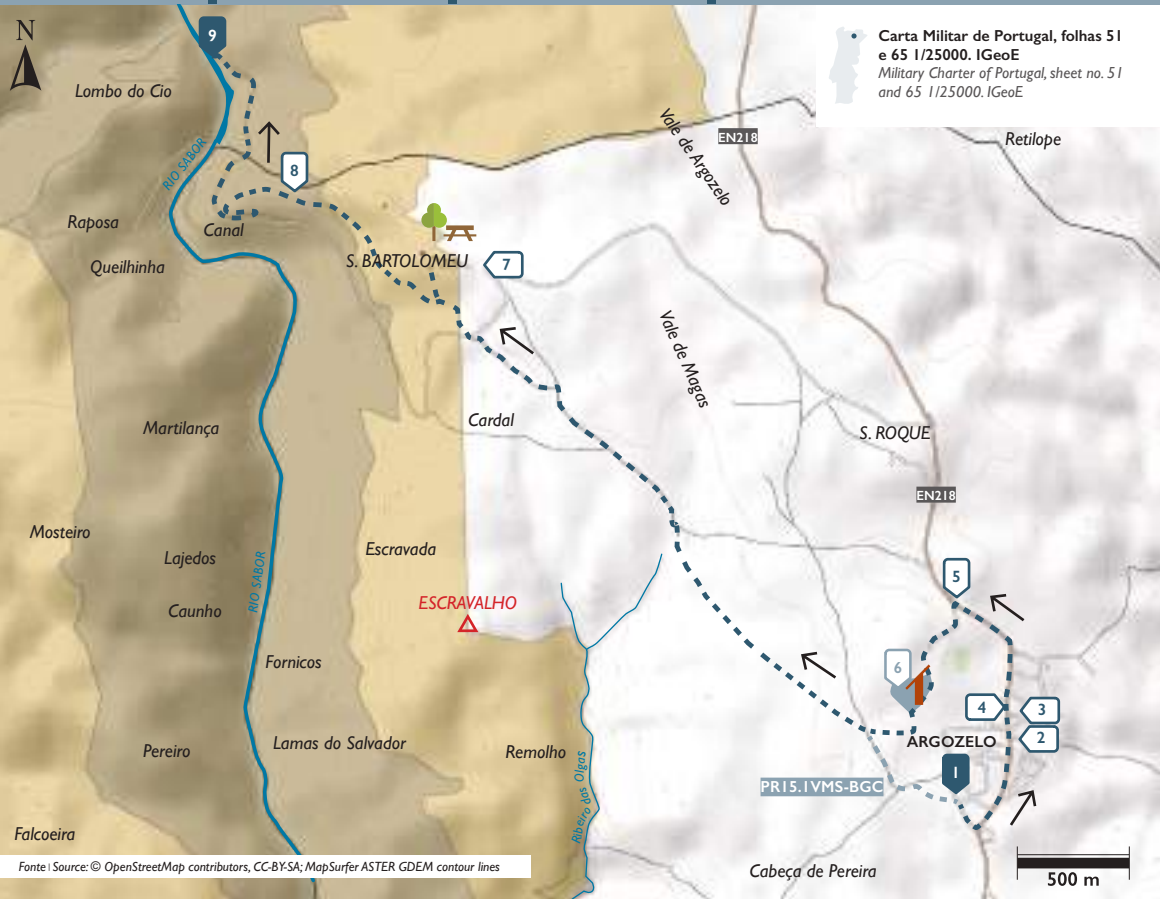 N
9
Carta Militar de Portugal, folhas 51
e 65 1/25000. IGeoE
Military Charter of Portugal, sheet no. 51
and 65 1/25000. IGeoE
Lombo do Cio
Vale de Argozelo
EN218
Retilope
RIO SABOR
8
Raposa
Canal
Queilhinha
S. BARTOLOMEU
7
Vale de Magas
Martilança
Cardal
S. ROQUE
EN218
Mosteiro
Lajedos
Escravada
RIO SABOR
Caunho
ESCRAVALHO
5
Fornicos
6
4
3
2
Pereiro
Lamas do Salvador
Remolho
ARGOZELO
1
Ribeiro das Olgas
PR15.1VMS-BGC
Falcoeira
Fonte | Source: © OpenStreetMap contributors, CC-BY-SA; MapSurfer ASTER GDEM contour lines
Cabeça de Pereira
500 m